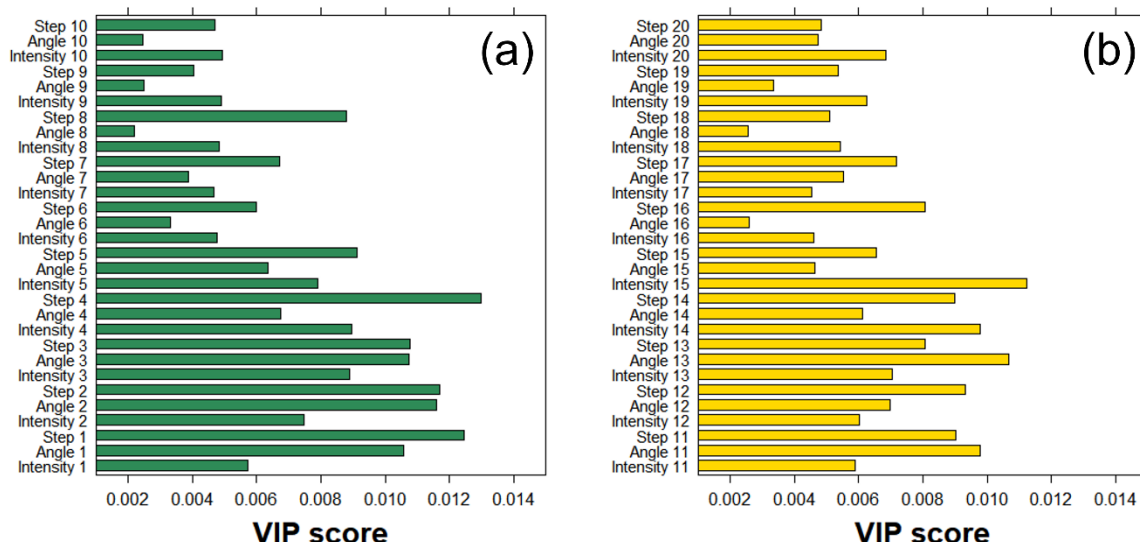 (a)
Step 10
Angle 10
Intensity 10
Step 9
Angle 9
Intensity 9
Step 8
Angle 8
Intensity 8
Step 7
Angle 7
Intensity 7
Step 6
Angle 6
Intensity 6
Step 5
Angle 5
Intensity 5
Step 4
Angle 4
Intensity 4
Step 3
Angle 3
Intensity 3
Step 2
Angle 2
Intensity 2
Step 1
Angle 1
Intensity 1
0.002 0.004 0.006 0.008 0.010 0.012 0.014
VIP score
(b)
Step 20
Angle 20
Intensity 20
Step 19
Angle 19
Intensity 19
Step 18
Angle 18
Intensity 18
Step 17
Angle 17
Intensity 17
Step 16
Angle 16
Intensity 16
Step 15
Angle 15
Intensity 15
Step 14
Angle 14
Intensity 14
Step 13
Angle 13
Intensity 13
Step 12
Angle 12
Intensity 12
Step 11
Angle 11
Intensity 11
0.002 0.004 0.006 0.008 0.010 0.012 0.014
VIP score